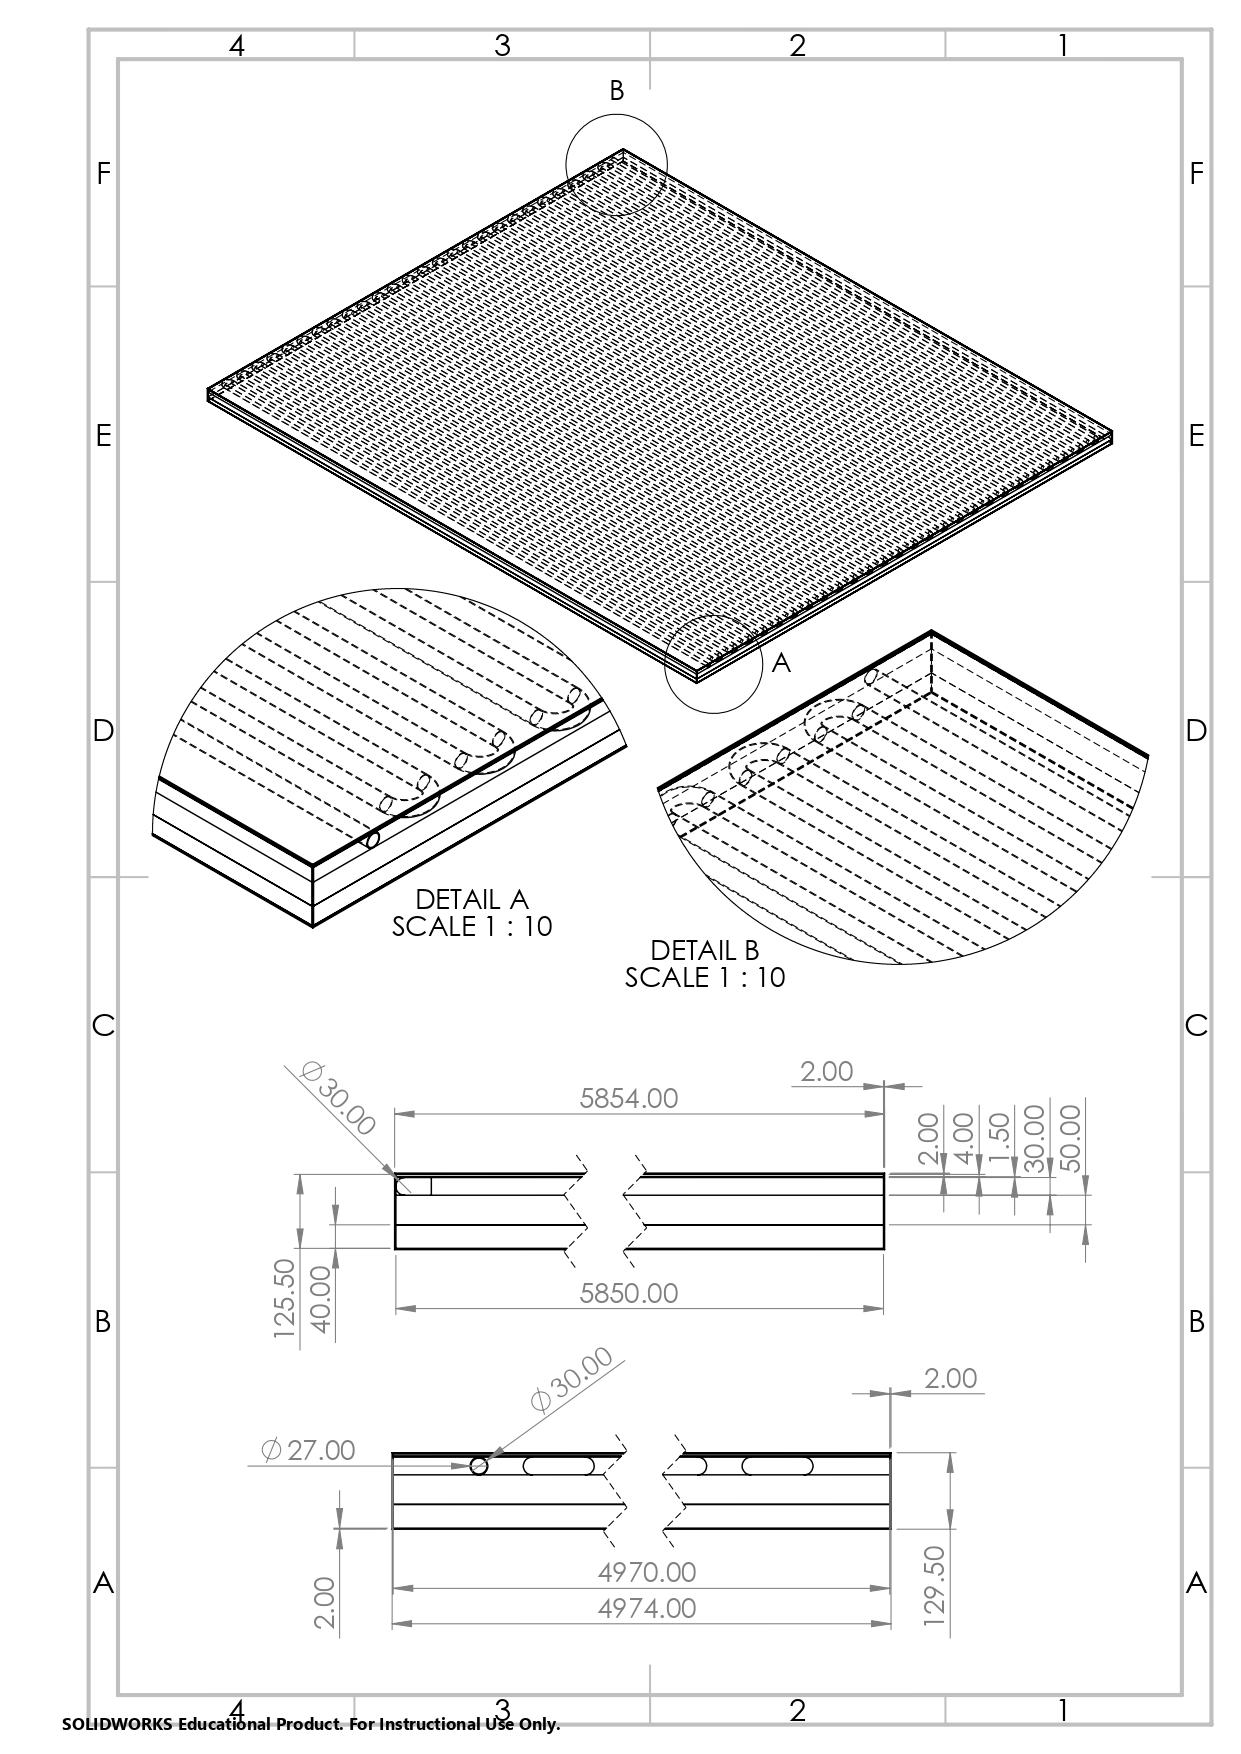 4 3 2 1
B
F F
E E
A
D D
DETAIL A
SCALE 1 : 10
DETAIL B
SCALE 1 : 10
C C
∅30.00
5854.00
2.00
2.00
4.00
1.50
30.00
50.00
125.50
40.00
5850.00
B B
∅30.00
2.00
∅27.00
2.00
4970.00
4974.00
129.50
A A
4 3 2 1
SOLIDWORKS Educational Product. For Instructional Use Only.